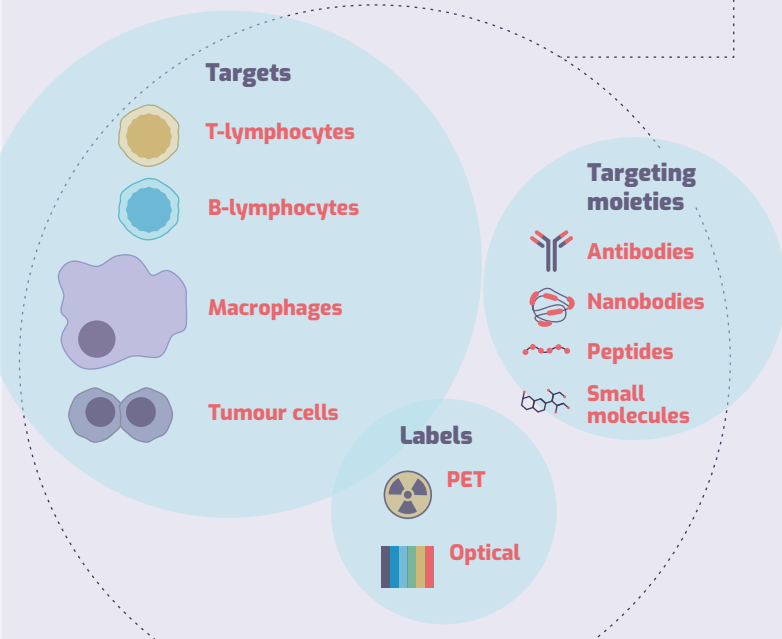 Targets
T-lymphocytes
B-lymphocytes
Macrophages
Tumour cells
Targeting
moieties
Antibodies
Nanobodies
Peptides
Small
molecules
Labels
PET
Optical